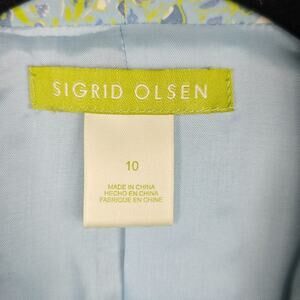 SIGRID OLSEN
10
MADE IN CHINA
HECHO EN CHINA
FABRIQUE EN CHINE